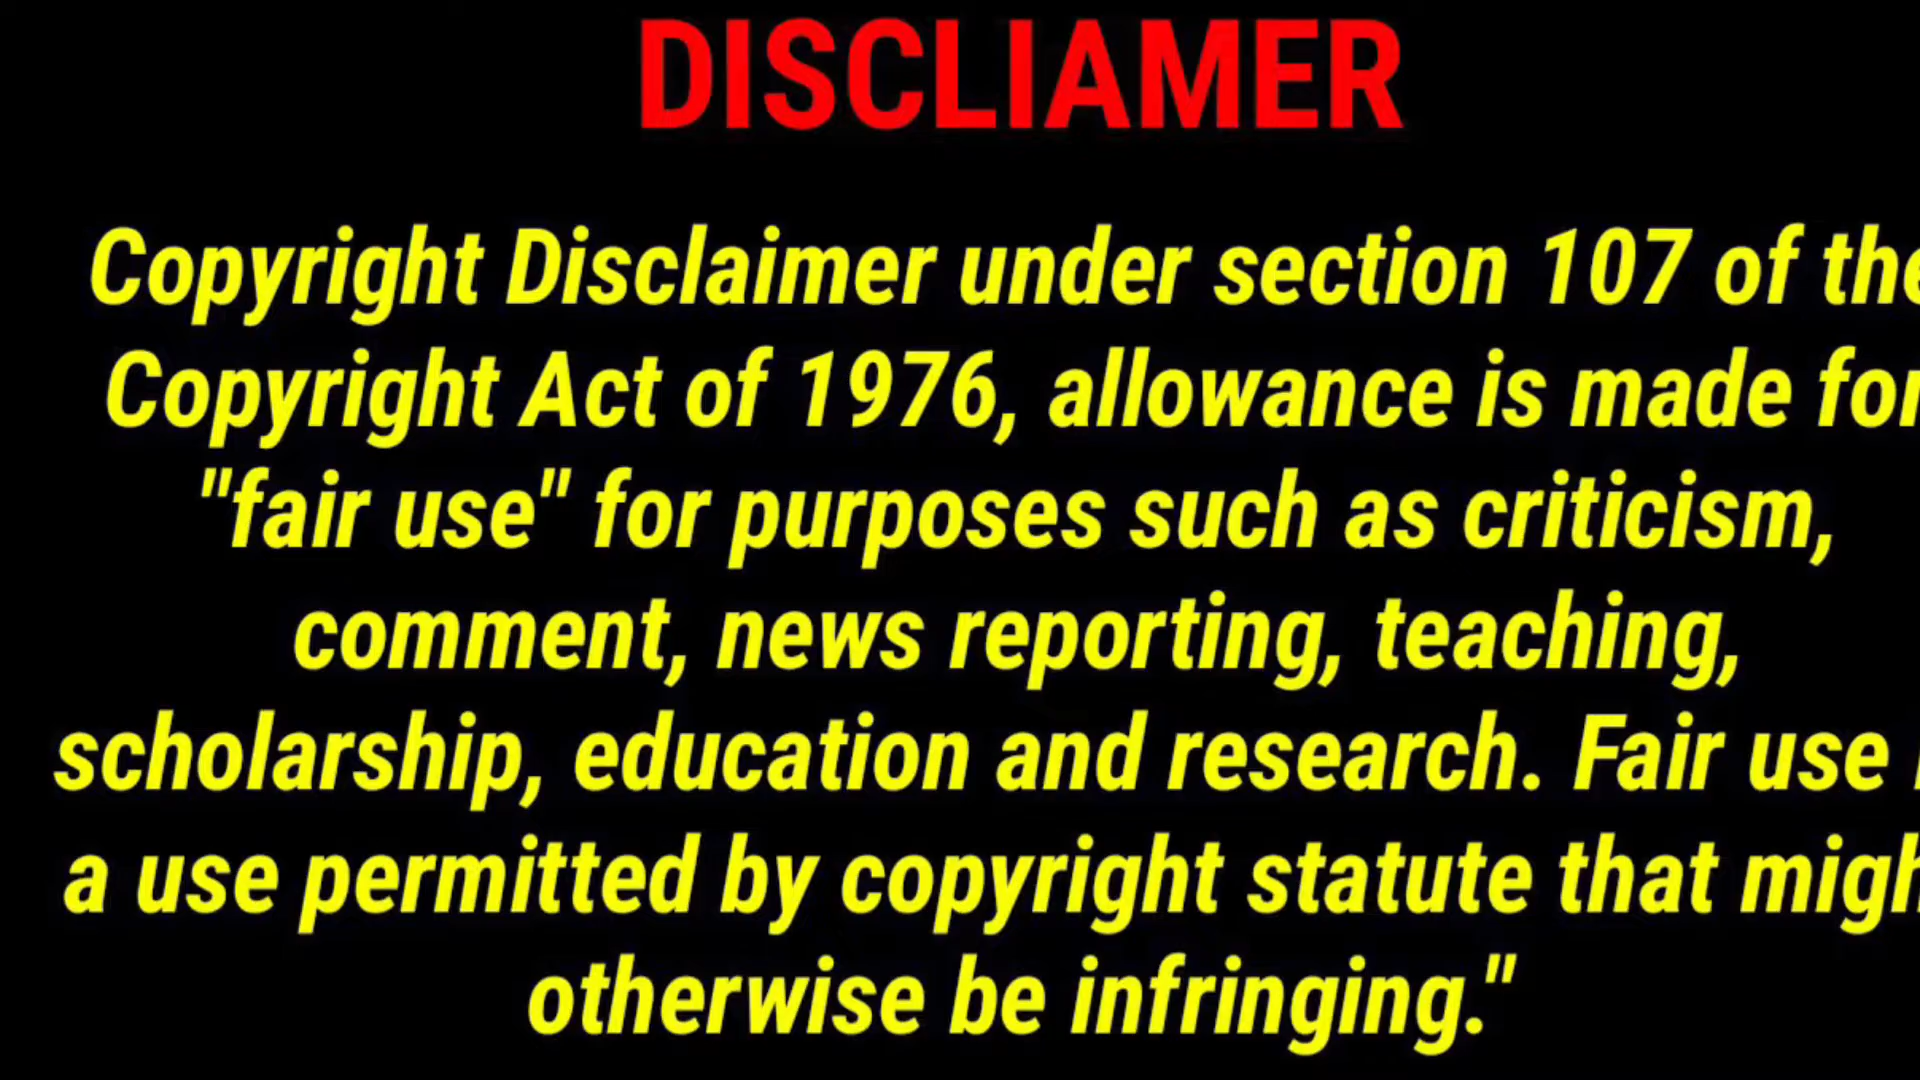 DISCLIAMER
Copyright Disclaimer under section 107 of the
Copyright Act of 1976, allowance is made for
"fair use" for purposes such as criticism,
comment, news reporting, teaching,
scholarship, education and research. Fair use
a use permitted by copyright statute that migh
otherwise be infringing."